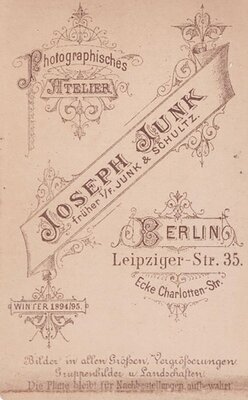 Photographisches
ATELIER
JOSEPH JUNK
früher i/F. JUNK & SCHULTZ.
BERLIN
Leipziger-Str. 35.
Ecke Charlotten-Str.
WINTER 1894/95.
Bilder in allen Größen, Vergrößerungen
Gruppenbilder u. Landschaften.
Die Platte bleibt für Nachbestellungen aufbewahrt